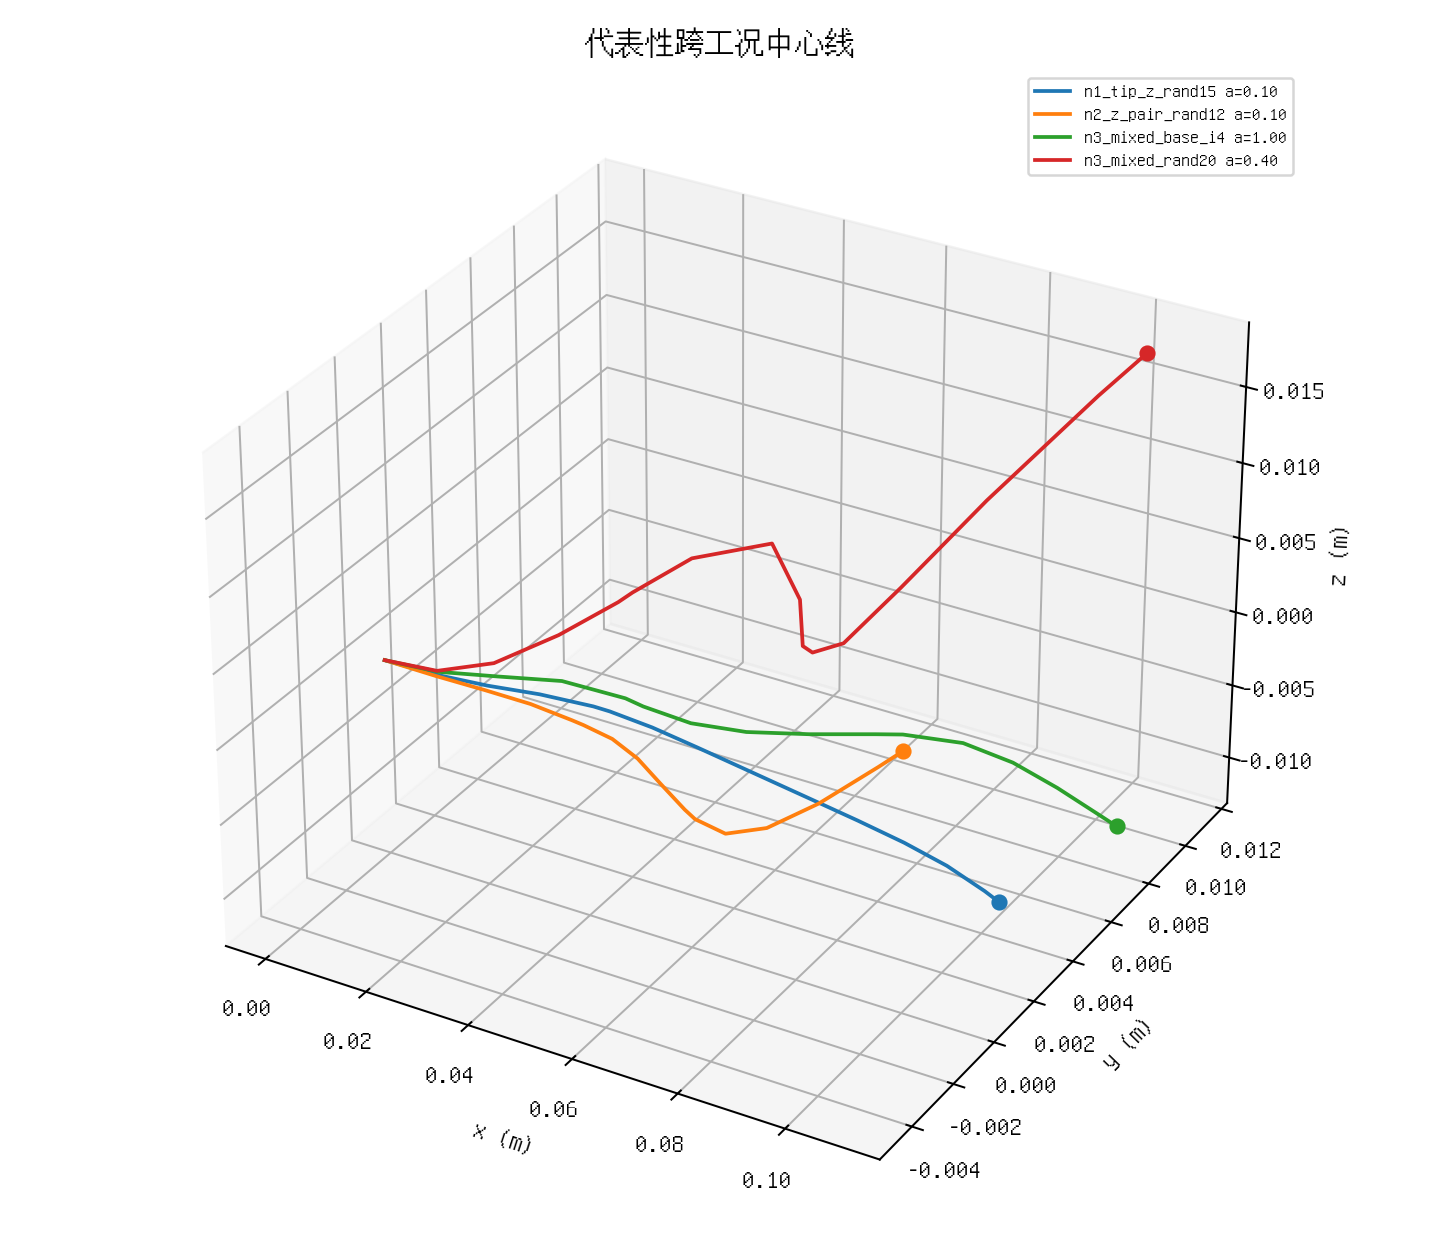 代表性跨工况中心线
n1_tip_z_rand15 a=0.10
n2_z_pair_rand12 a=0.10
n3_mixed_base_i4 a=1.00
n3_mixed_rand20 a=0.40
0.015
0.010
0.005
0.000
-0.005
-0.010
z (m)
0.012
0.010
0.008
0.006
0.004
0.002
0.000
-0.002
-0.004
y (m)
0.00
0.02
0.04
0.06
0.08
0.10
x (m)